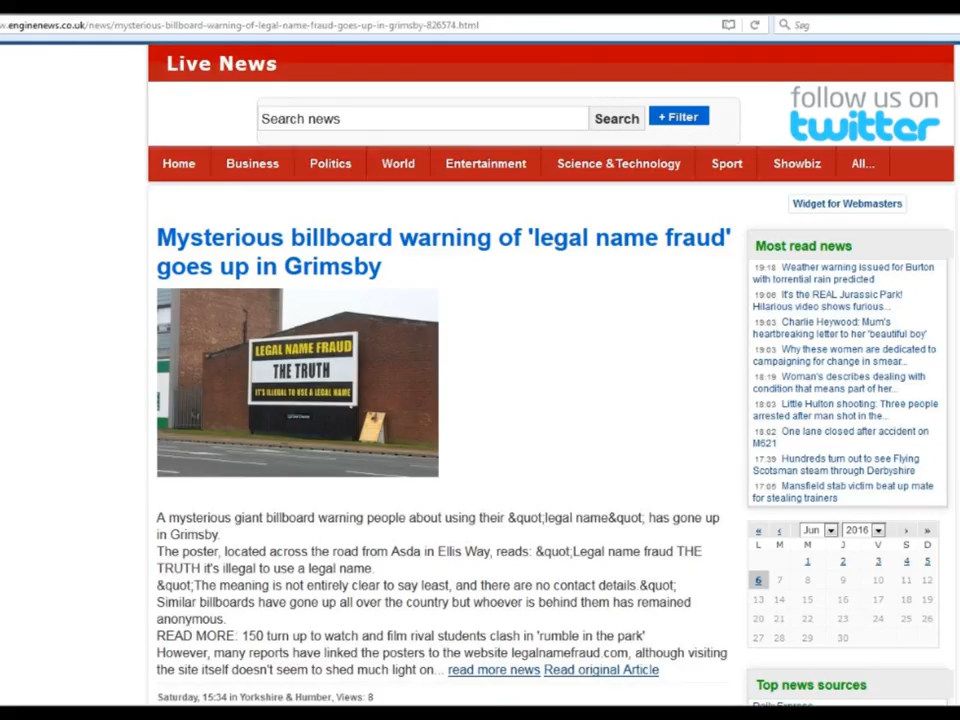 w.enginenews.co.uk/news/mysterious-billboard-warning-of-legal-name-fraud-goes-up-in-grimsby-826574.html
Søg
Live News
follow us on
twitter
Search news
Search
+ Filter
Home
Business
Politics
World
Entertainment
Science & Technology
Sport
Showbiz
All...
Widget for Webmasters
Mysterious billboard warning of 'legal name fraud'
goes up in Grimsby
LEGAL NAME FRAUD
THE TRUTH
IT'S ILLEGAL TO USE A LEGAL NAME
A mysterious giant billboard warning people about using their &quot;legal name&quot; has gone up
in Grimsby.
The poster, located across the road from Asda in Ellis Way, reads: &quot;Legal name fraud THE
TRUTH it's illegal to use a legal name.
&quot;The meaning is not entirely clear to say least, and there are no contact details.&quot;
Similar billboards have gone up all over the country but whoever is behind them has remained
anonymous.
READ MORE: 150 turn up to watch and film rival students clash in 'rumble in the park'
However, many reports have linked the posters to the website legalnamefraud.com, although visiting
the site itself doesn't seem to shed much light on... read more news Read original Article
Saturday, 15:34 in Yorkshire & Humber, Views: 8
Most read news
19:18 Weather warning issued for Burton
with torrential rain predicted
19:06 It's the REAL Jurassic Park!
Hilarious video shows furious...
19:03 Charlie Heywood: Mum's
heartbreaking letter to her 'beautiful boy'
19:03 Why these women are dedicated to
campaigning for change in smear...
18:19 Woman's describes dealing with
condition that means part of her...
18:03 Little Hulton shooting: Three people
arrested after man shot in the...
18:02 One lane closed after accident on
M621
17:39 Hundreds turn out to see Flying
Scotsman steam through Derbyshire
17:05 Mansfield stab victim beat up mate
for stealing trainers
« ‹ Jun 2016 › »
L M M J V S D
1 2 3 4 5
6 7 8 9 10 11 12
13 14 15 16 17 18 19
20 21 22 23 24 25 26
27 28 29 30
Top news sources
Daily Express